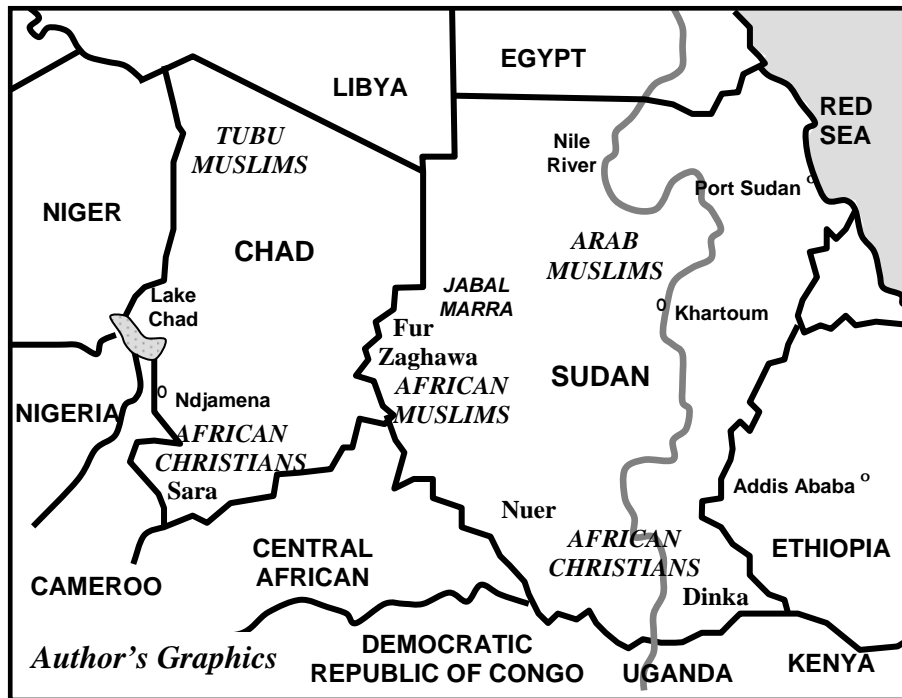 EGYPT
LIBYA
RED
SEA
TUBU
MUSLIMS
Nile
River
Port Sudan
NIGER
CHAD
ARAB
MUSLIMS
JABAL
MARRA
Lake
Chad
Khartoum
Fur
Zaghawa
SUDAN
AFRICAN
MUSLIMS
NIGERIA
Ndjamena
AFRICAN
CHRISTIANS
Sara
Addis Ababa
Nuer
AFRICAN
CHRISTIANS
ETHIOPIA
CENTRAL
AFRICAN
CAMEROO
Dinka
DEMOCRATIC
REPUBLIC OF CONGO
UGANDA
KENYA
Author's Graphics